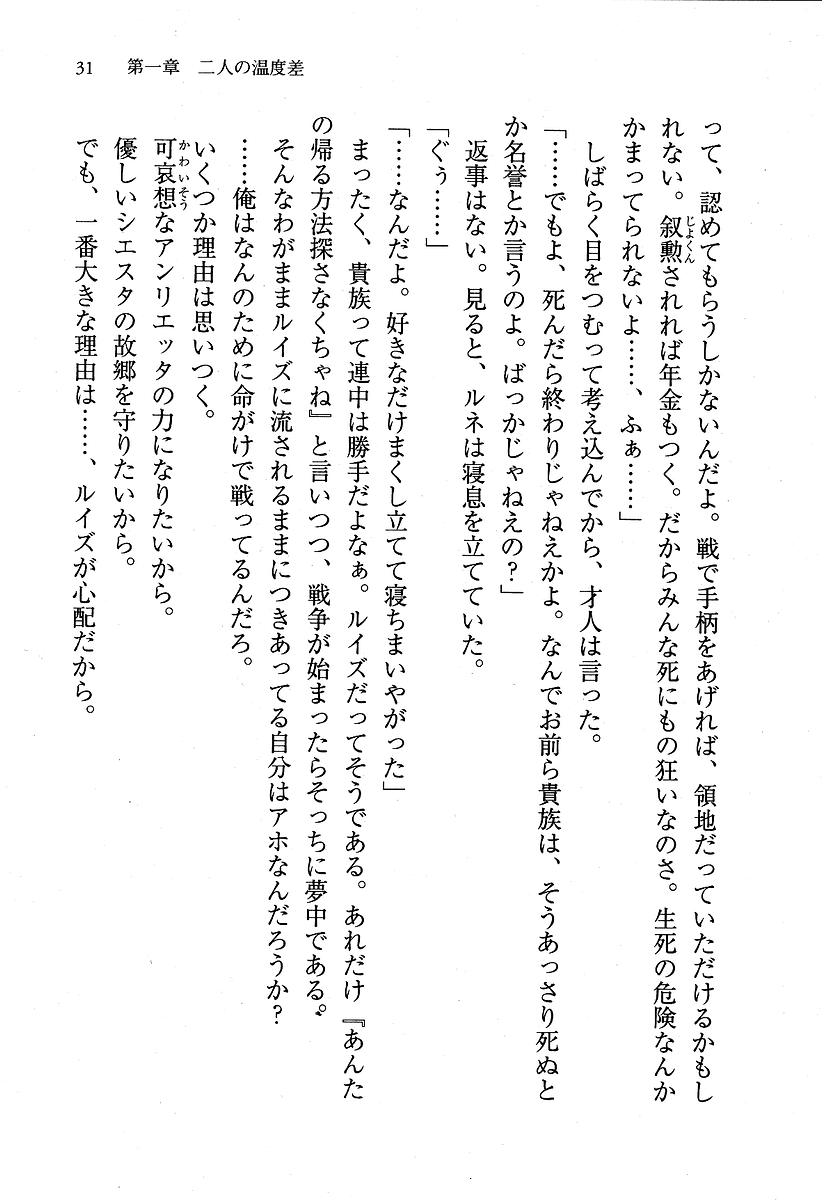 31　第一章　二人の温度差
って、認めてもらうしかないんだよ。戦で手柄をあげれば、領地だっていただけるかもし
れない。叙勲されれば年金もつく。だからみんな死にもの狂いなのさ。生死の危険なんか
じょくん
かまってられないよ……、ふぁ……」
しばらく目をつむって考え込んでから、才人は言った。
「……でもよ、死んだら終わりじゃねえかよ。なんでお前ら貴族は、そうあっさり死ぬと
か名誉とか言うのよ。ばっかじゃねえの？」
返事はない。見ると、ルネは寝息を立てていた。
「ぐぅ……」
「……なんだよ。好きなだけまくし立てて寝ちまいやがった」
まったく、貴族って連中は勝手だよなぁ。ルイズだってそうである。あれだけ『あんた
の帰る方法探さなくちゃね』と言いつつ、戦争が始まったらそっちに夢中である。
そんなわがままルイズに流されるままにつきあってる自分はアホなんだろうか？
……俺はなんのために命がけで戦ってるんだろ。
いくつか理由は思いつく。
可哀想なアンリエッタの力になりたいから。
かわいそう
優しいシエスタの故郷を守りたいから。
でも、一番大きな理由は……、ルイズが心配だから。